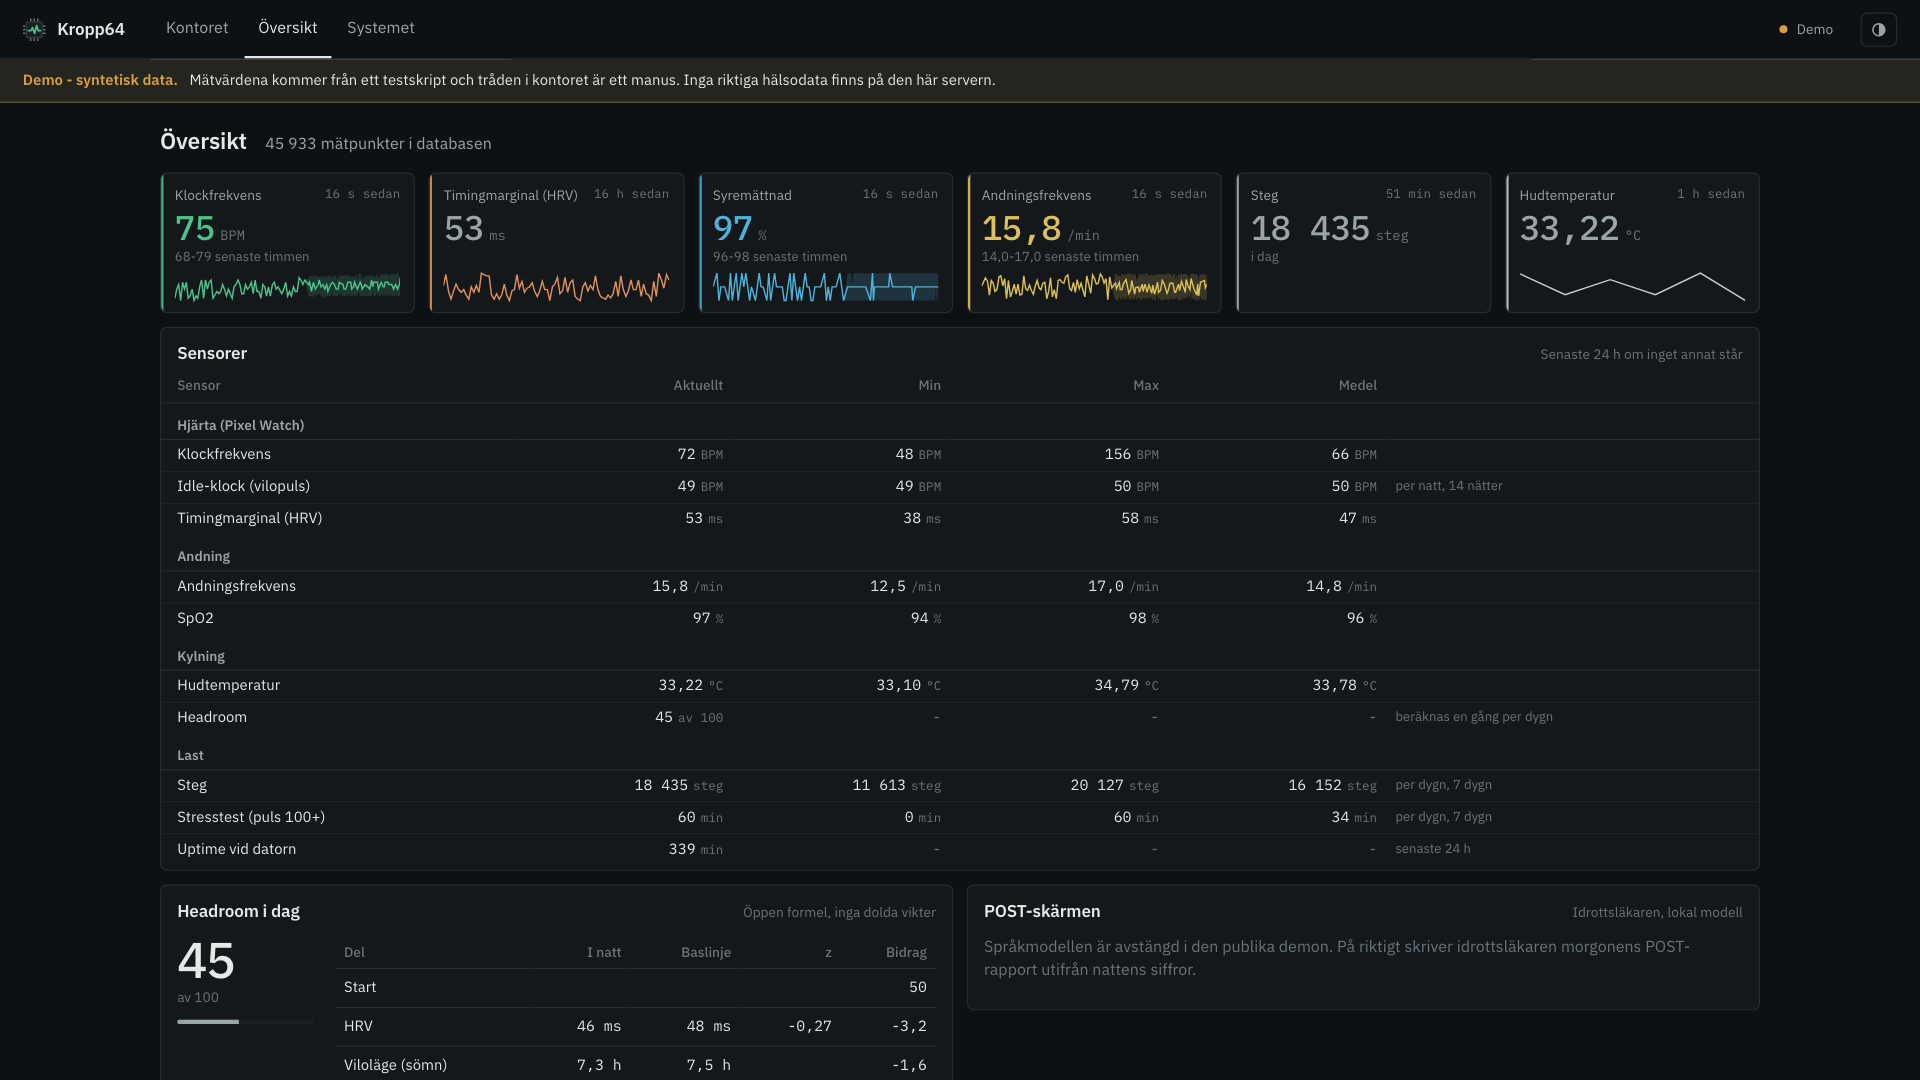 Kropp64
Kontoret
Översikt
Systemet
Demo
Demo - syntetisk data. Mätvärdena kommer från ett testskript och tråden i kontoret är ett manus. Inga riktiga hälsodata finns på den här servern.
Översikt 45 933 mätpunkter i databasen
Klockfrekvens 16 s sedan
75 BPM
68-79 senaste timmen
Timingmarginal (HRV) 16 h sedan
53 ms
Syremättnad 16 s sedan
97 %
96-98 senaste timmen
Andningsfrekvens 16 s sedan
15,8 /min
14,0-17,0 senaste timmen
Steg 51 min sedan
18 435 steg
i dag
Hudtemperatur 1 h sedan
33,22 °C
Sensorer Senaste 24 h om inget annat står
Sensor Aktuellt Min Max Medel
Hjärta (Pixel Watch)
Klockfrekvens 72 BPM 48 BPM 156 BPM 66 BPM
Idle-klock (vilopuls) 49 BPM 49 BPM 50 BPM 50 BPM per natt, 14 nätter
Timingmarginal (HRV) 53 ms 38 ms 58 ms 47 ms
Andning
Andningsfrekvens 15,8 /min 12,5 /min 17,0 /min 14,8 /min
SpO2 97 % 94 % 98 % 96 %
Kylning
Hudtemperatur 33,22 °C 33,10 °C 34,79 °C 33,78 °C
Headroom 45 av 100 - - - beräknas en gång per dygn
Last
Steg 18 435 steg 11 613 steg 20 127 steg 16 152 steg per dygn, 7 dygn
Stresstest (puls 100+) 60 min 0 min 60 min 34 min per dygn, 7 dygn
Uptime vid datorn 339 min - - - senaste 24 h
Headroom i dag Öppen formel, inga dolda vikter
45
av 100
Del I natt Baslinje z Bidrag
Start 50
HRV 46 ms 48 ms -0,27 -3,2
Viloläge (sömn) 7,3 h 7,5 h -1,6
POST-skärmen Idrottsläkaren, lokal modell
Språkmodellen är avstängd i den publika demon. På riktigt skriver idrottsläkaren morgonens POST-
rapport utifrån nattens siffror.